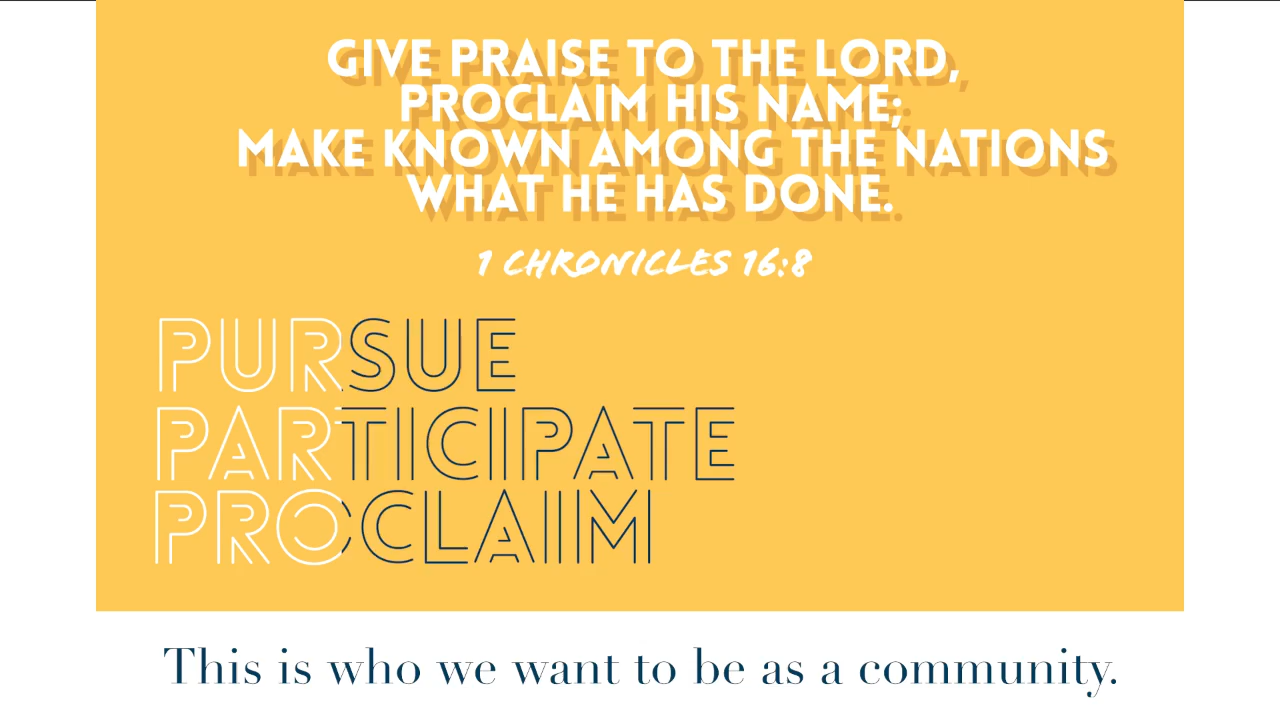 GIVE PRAISE TO THE LORD,
PROCLAIM HIS NAME;
MAKE KNOWN AMONG THE NATIONS
WHAT HE HAS DONE.
1 CHRONICLES 16:8
PURSUE
PARTICIPATE
PROCLAIM
This is who we want to be as a community.